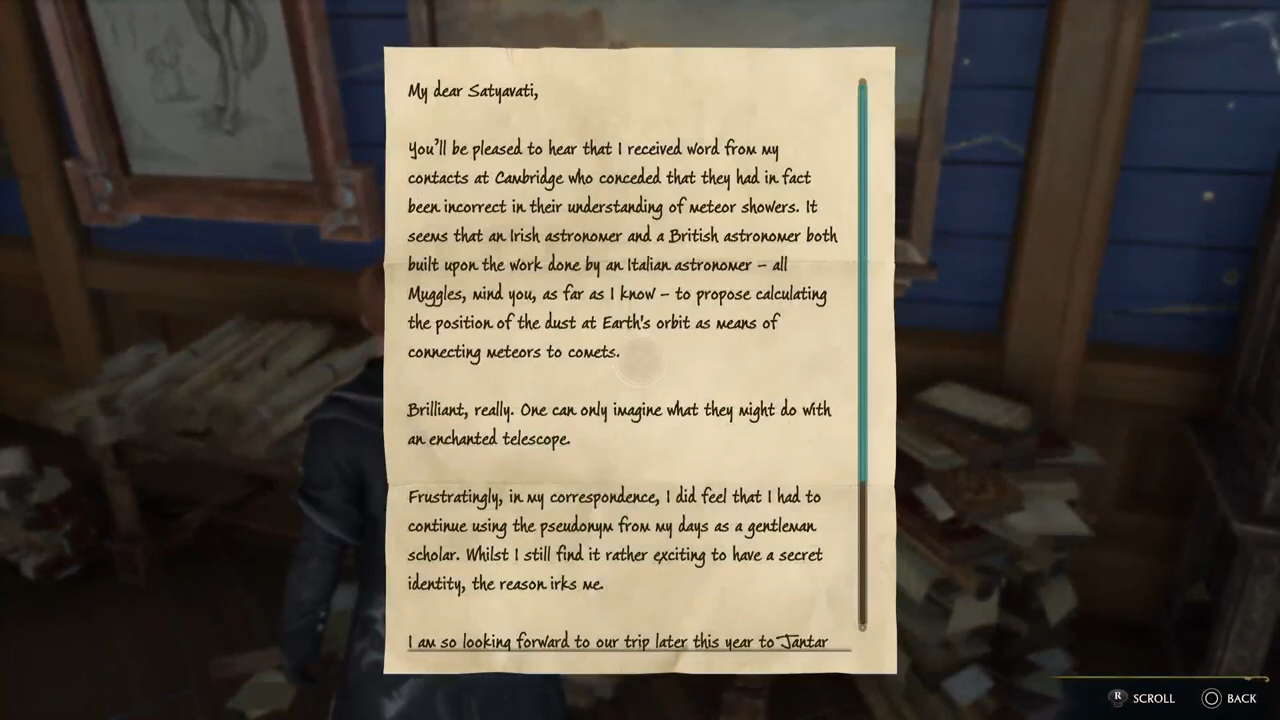 My dear Satyavati,
You'll be pleased to hear that I received word from my
contacts at Cambridge who conceded that they had in fact
been incorrect in their understanding of meteor showers. It
seems that an Irish astronomer and a British astronomer both
built upon the work done by an Italian astronomer – all
Muggles, mind you, as far as I know – to propose calculating
the position of the dust at Earth's orbit as means of
connecting meteors to comets.
Brilliant, really. One can only imagine what they might do with
an enchanted telescope.
Frustratingly, in my correspondence, I did feel that I had to
continue using the pseudonym from my days as a gentleman
scholar. Whilst I still find it rather exciting to have a secret
identity, the reason irks me.
I am so looking forward to our trip later this year to Jantar
R SCROLL BACK